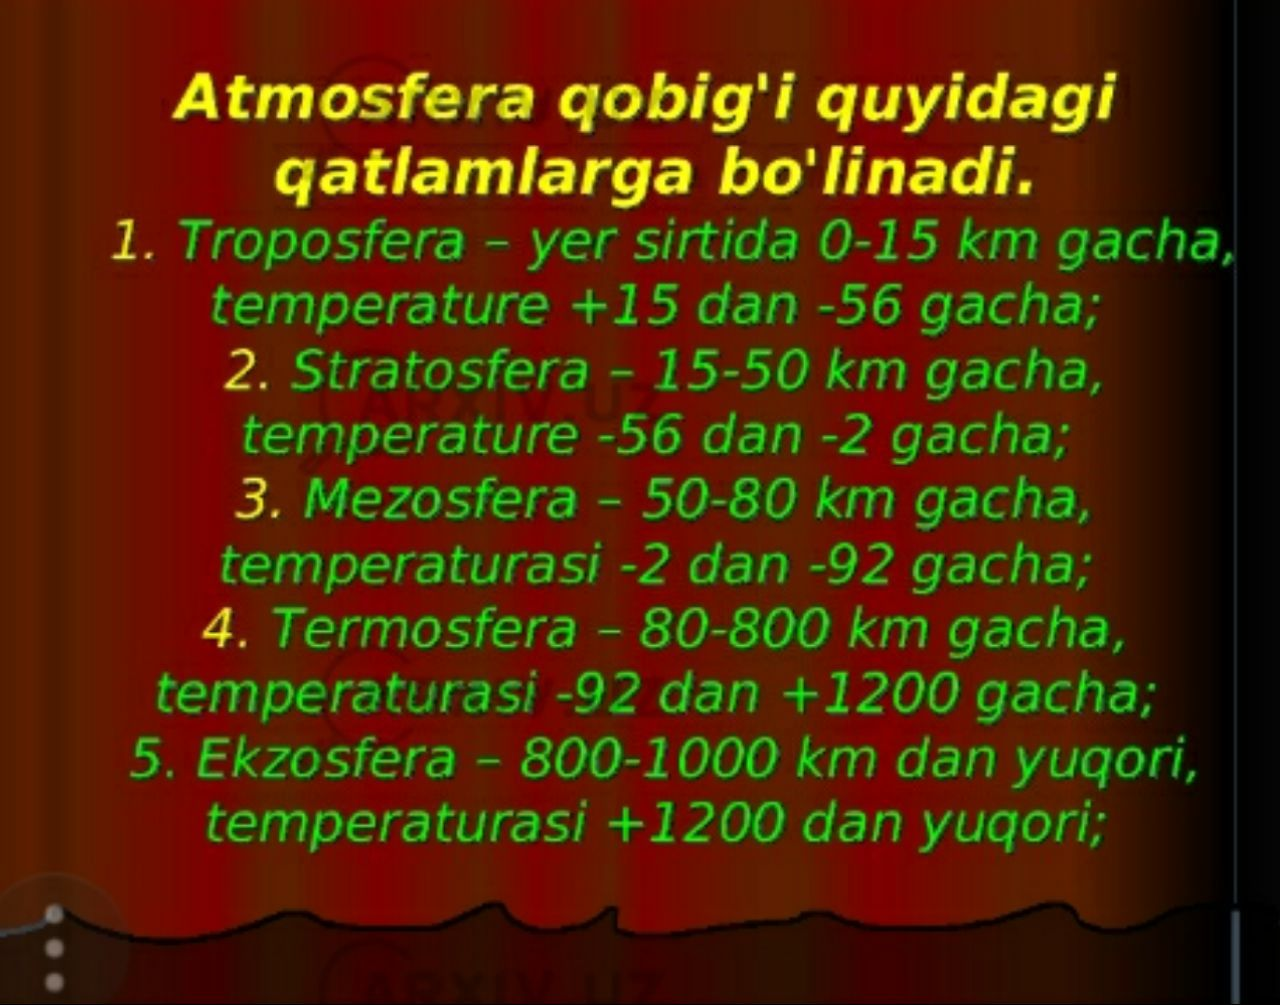 Atmosfera qobig'i quyidagi
qatlamlarga bo'linadi.
1. Troposfera – yer sirtida 0-15 km gacha,
temperature +15 dan -56 gacha;
2. Stratosfera – 15-50 km gacha,
temperature -56 dan -2 gacha;
3. Mezosfera – 50-80 km gacha,
temperaturasi -2 dan -92 gacha;
4. Termosfera – 80-800 km gacha,
temperaturasi -92 dan +1200 gacha;
5. Ekzosfera – 800-1000 km dan yuqori,
temperaturasi +1200 dan yuqori;
ARXIV.UZ